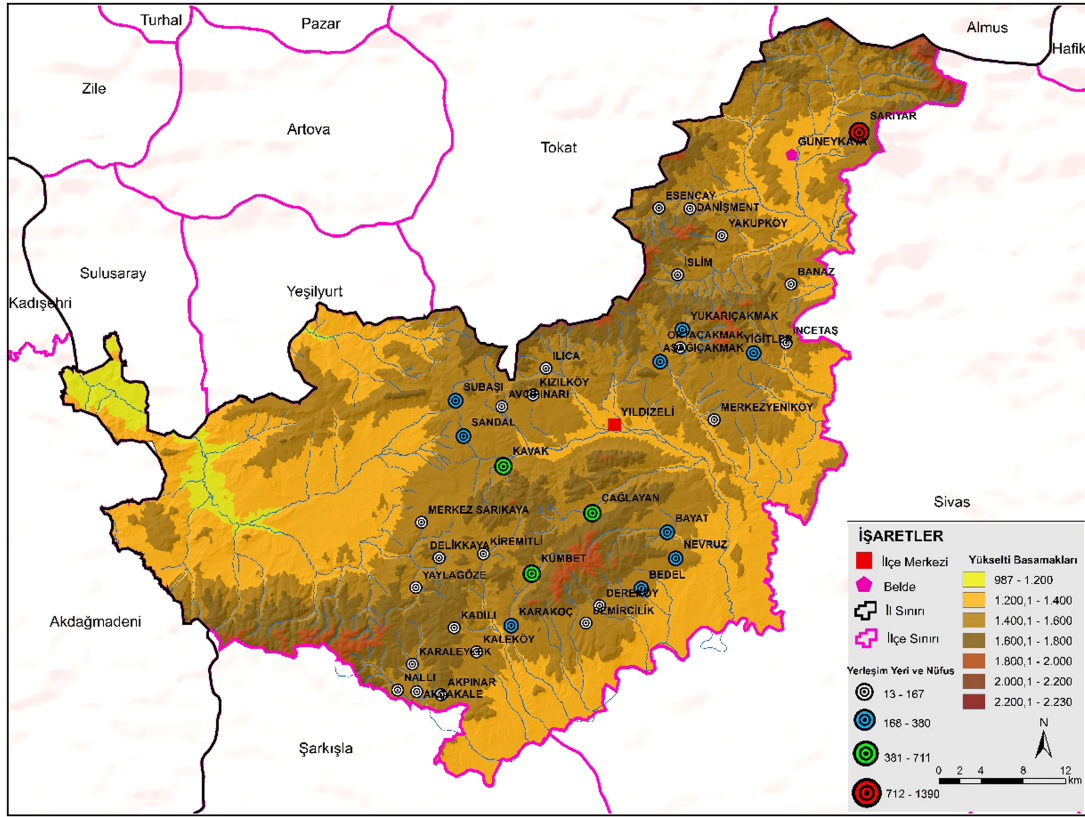 Turhal
Pazar
Almus
Hafik
Zile
Artova
Tokat
Sulusaray
Kadışehri
Yeşilyurt
Akdağmadeni
Şarkışla
Sivas
SARIYAR
GÜNEYKAYA
ESENÇAY
DANİŞMENT
YAKUPKÖY
İSLİM
BANAZ
YUKARIÇAKMAK
ORTAÇAKMAK
YİĞİTLER
İNCETAŞ
AŞAĞIÇAKMAK
ILICA
KIZILKÖY
SUBAŞI
AVCIPINARI
SANDAL
YILDIZELİ
MERKEZYENİKÖY
KAVAK
ÇAĞLAYAN
MERKEZ SARIKAYA
BAYAT
DELİKKAYA
KİREMİTLİ
NEVRUZ
KÜMBET
YAYLAGÖZE
BEDEL
DEREKÖY
KADILI
KARAKOÇ
DEMİRCİLİK
KALEKÖY
NALLI
AKPINAR
İŞARETLER
İlçe Merkezi
Belde
İl Sınırı
İlçe Sınırı
Yerleşim Yeri ve Nüfus
13 - 167
168 - 380
381 - 711
712 - 1390
Yükselti Basamakları
987 - 1.200
1.200,1 - 1.400
1.400,1 - 1.600
1.600,1 - 1.800
1.800,1 - 2.000
2.000,1 - 2.200
2.200,1 - 2.230
N
0 2 4 8 12
km